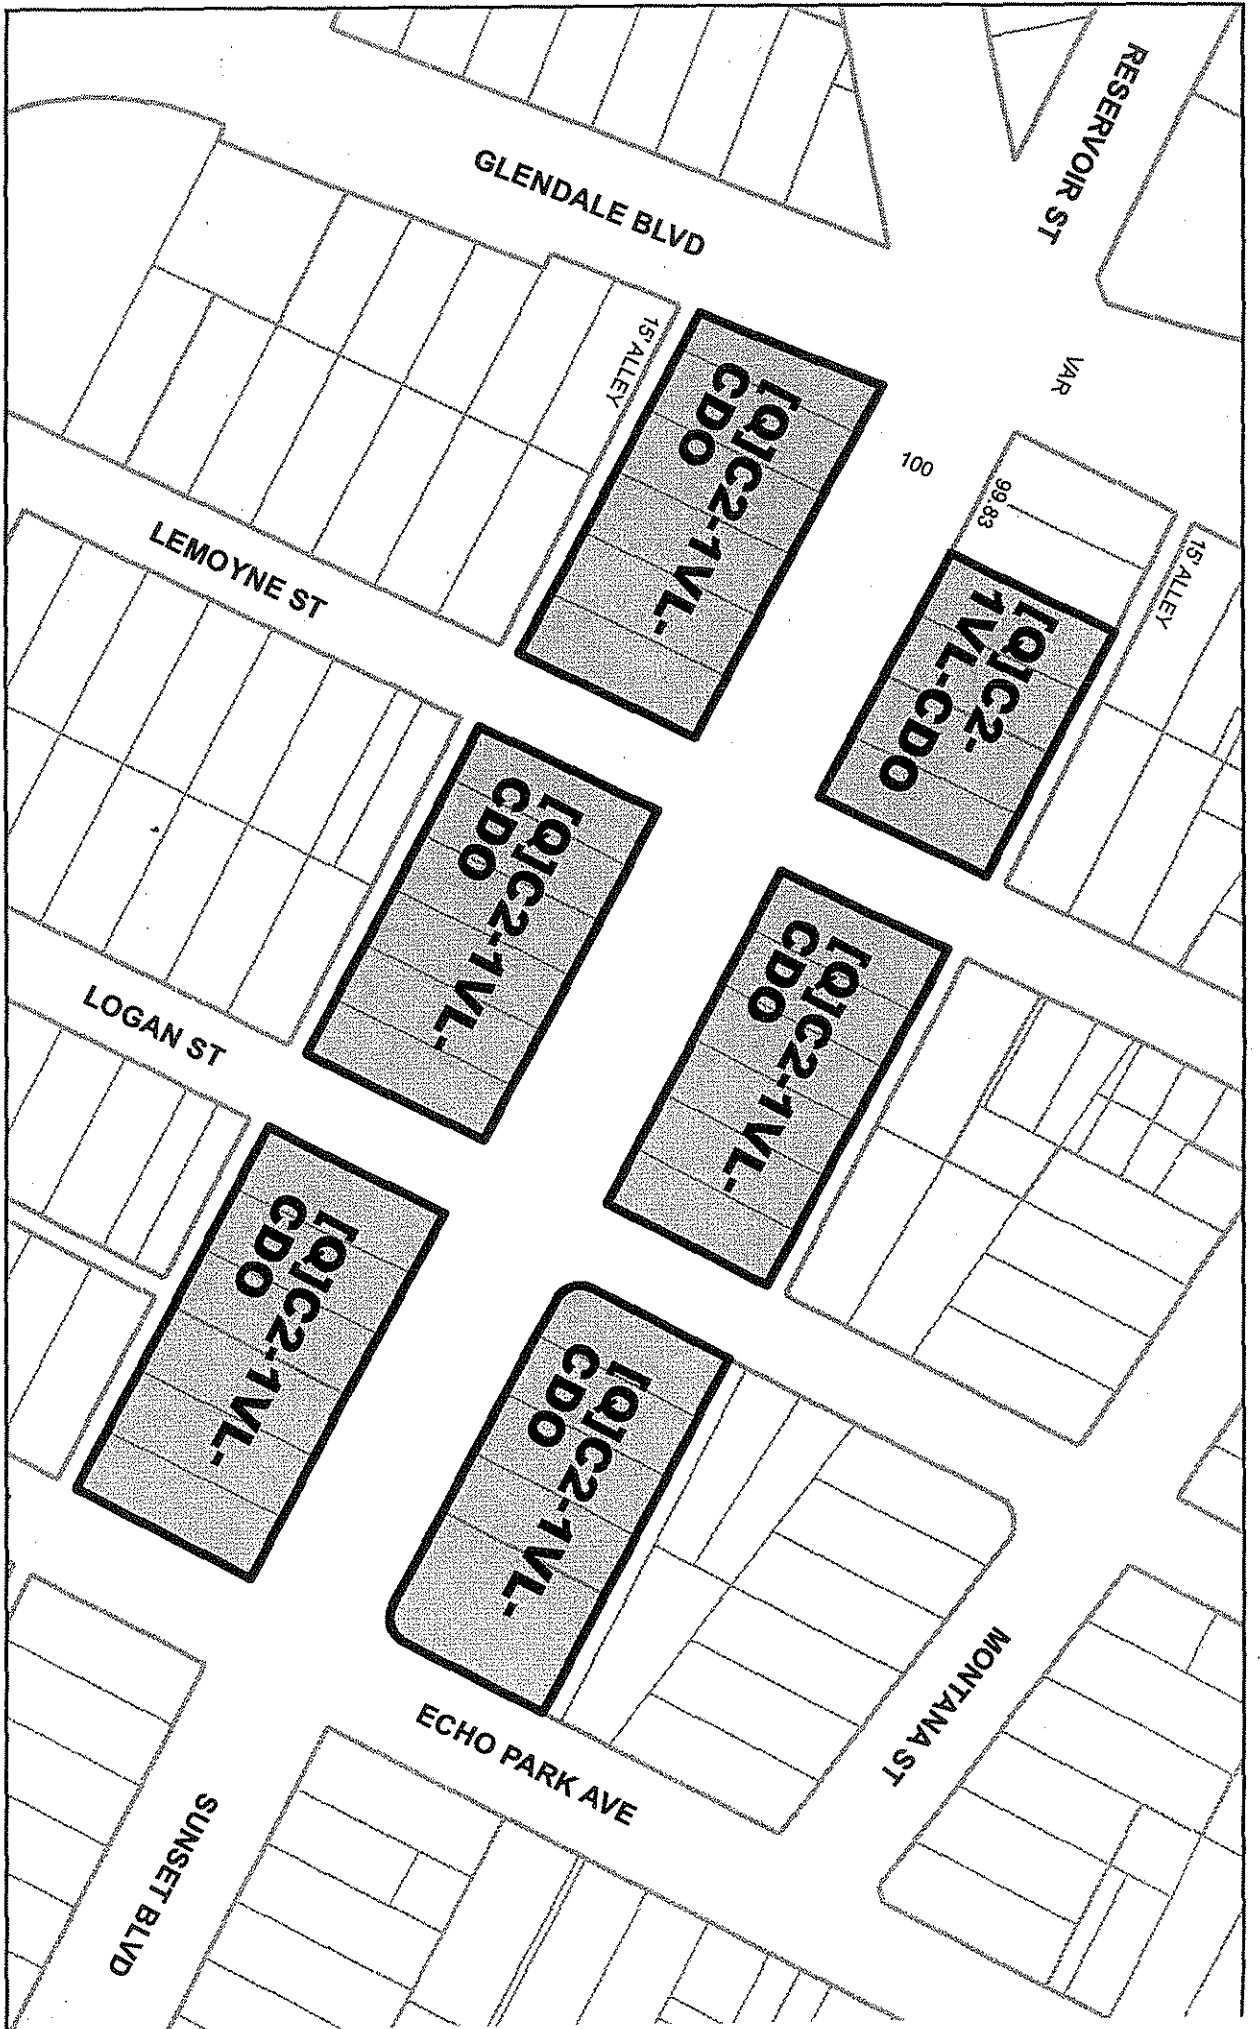 RESERVOIR ST
GLENDALE BLVD
15' ALLEY
VAR
100
99.83
15' ALLEY
[Q]C2-1VL-
CDO
[Q]C2-
1VL-CDO
LEMOYNE ST
[Q]C2-1VL-
CDO
[Q]C2-1VL-
CDO
LOGAN ST
[Q]C2-1VL-
CDO
[Q]C2-1VL-
CDO
MONTANA ST
ECHO PARK AVE
SUNSET BLVD